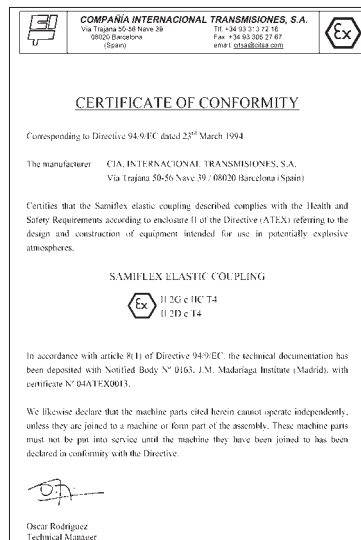 COMPAÑÍA INTERNACIONAL TRANSMISIONES, S.A.
Via Trajana 50-56 Nave 39
08020 Barcelona
(Spain)
Tlf. +34 93 313 72 18
Fax +34 93 305 27 67
email citsa@citsa.com
CERTIFICATE OF CONFORMITY
Corresponding to Directive 94/9/EC dated 23rd March 1994
The manufacturer CIA. INTERNACIONAL TRANSMISIONES, S.A.
Vía Trajana 50-56 Nave 39 / 08020 Barcelona (Spain)
Certifies that the Samiflex elastic coupling described complies with the Health and
Safety Requirements according to enclosure II of the Directive (ATEX) referring to the
design and construction of equipment intended for use in potentially explosive
atmospheres.
SAMIFLEX ELASTIC COUPLING
Ex II 2G c IIC T4
II 2D c T4
In accordance with article 8(1) of Directive 94/9/EC, the technical documentation has
been deposited with Notified Body Nº 0163, J.M. Madariaga Institute (Madrid), with
certificate Nº 04ATEX0013.
We likewise declare that the machine parts cited herein cannot operate independently,
unless they are joined to a machine or form part of the assembly. These machine parts
must not be put into service until the machine they have been joined to has been
declared in conformity with the Directive.
Oscar Rodríguez
Technical Manager